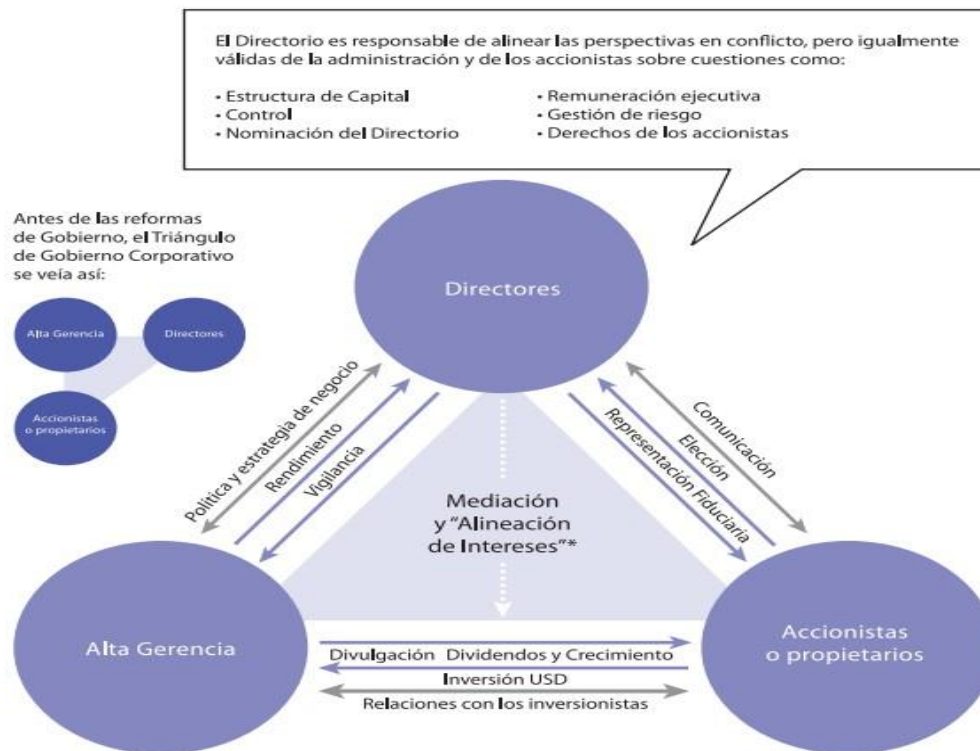 El Directorio es responsable de alinear las perspectivas en conflicto, pero igualmente
válidas de la administración y de los accionistas sobre cuestiones como:
• Estructura de Capital
• Control
• Nominación del Directorio
• Remuneración ejecutiva
• Gestión de riesgo
• Derechos de los accionistas
Antes de las reformas
de Gobierno, el Triángulo
de Gobierno Corporativo
se veía así:
Alta Gerencia
Directores
Accionistas
o propietarios
Directores
Política y estrategia de negocio
Rendimiento
Vigilancia
Comunicación
Elección
Representación Fiduciaria
Mediación
y "Alineación
de Intereses"*
Alta Gerencia
Accionistas
o propietarios
Divulgación Dividendos y Crecimiento
Inversión USD
Relaciones con los inversionistas